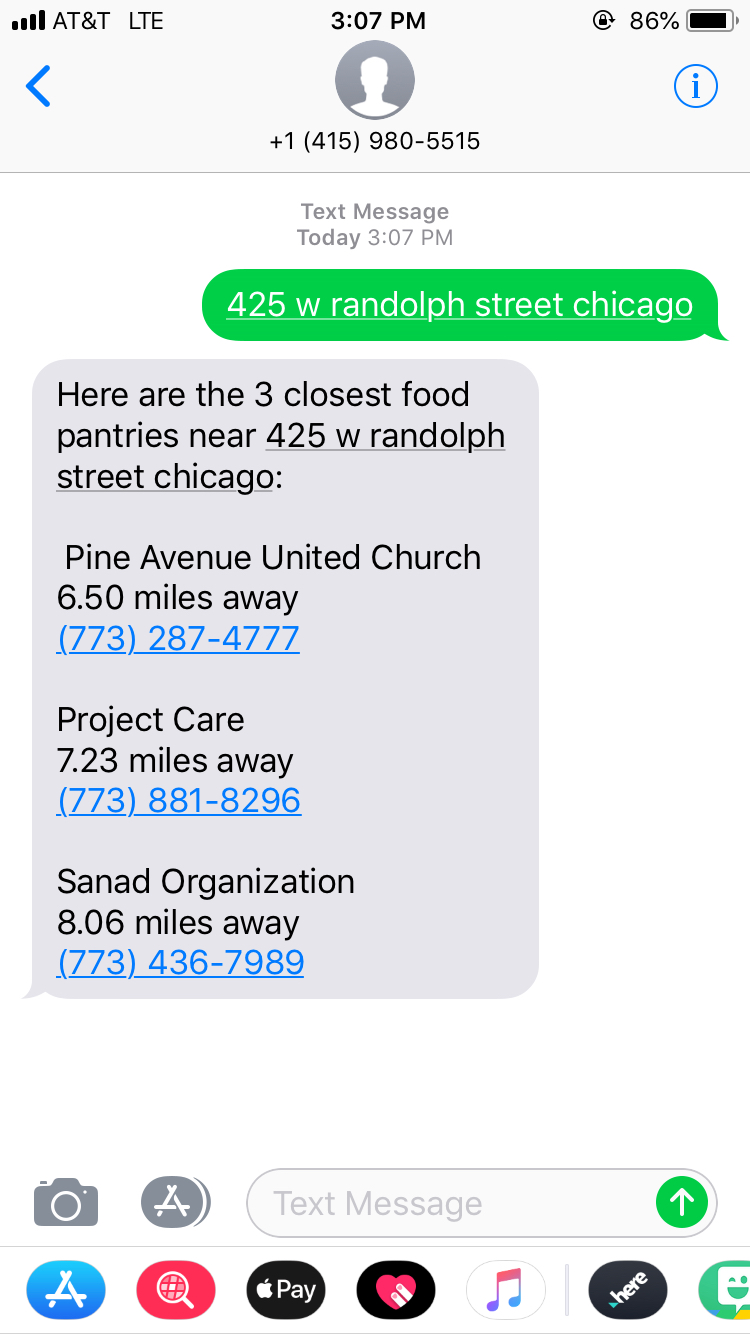 AT&T LTE 3:07 PM 86%
+1 (415) 980-5515
Text Message
Today 3:07 PM
425 w randolph street chicago
Here are the 3 closest food
pantries near 425 w randolph
street chicago:
Pine Avenue United Church
6.50 miles away
(773) 287-4777
Project Care
7.23 miles away
(773) 881-8296
Sanad Organization
8.06 miles away
(773) 436-7989
Text Message
Pay
here